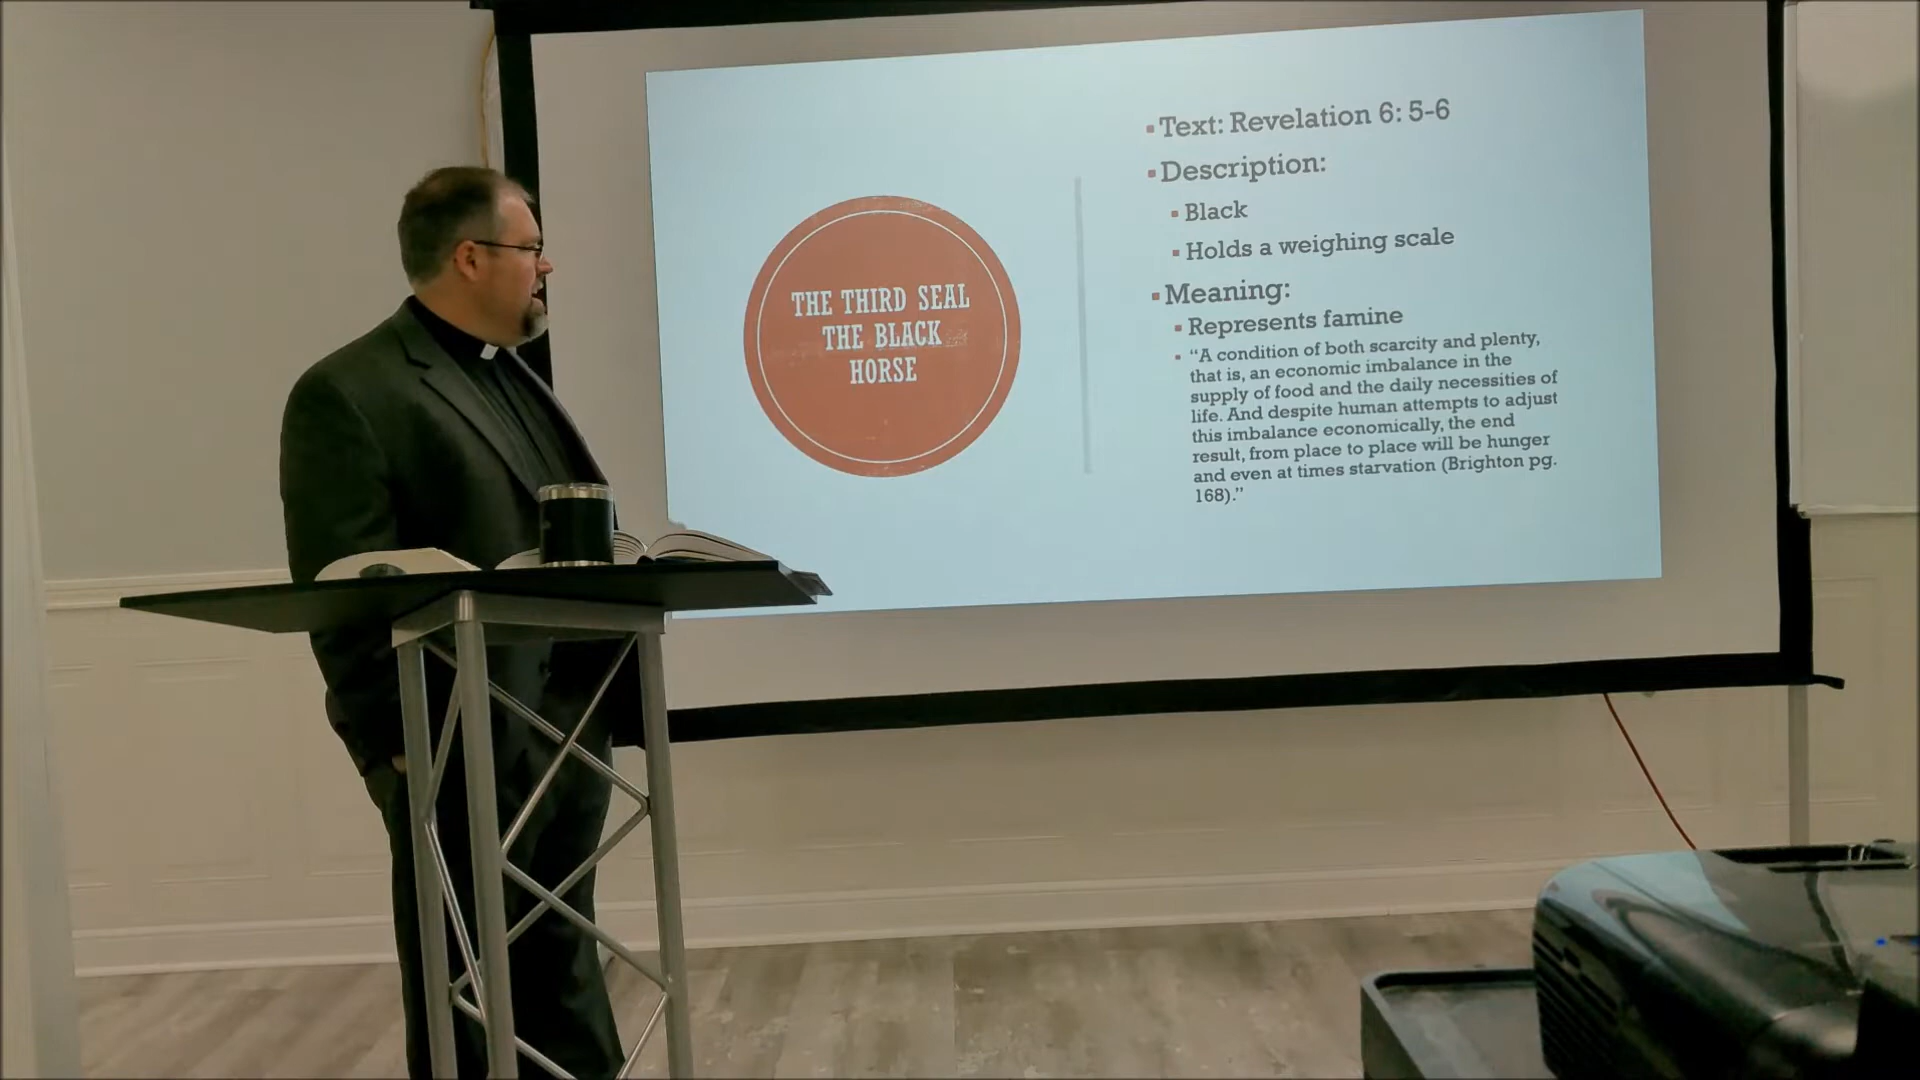 THE THIRD SEAL
THE BLACK
HORSE
▪Text: Revelation 6: 5-6
▪Description:
▪Black
▪Holds a weighing scale
▪Meaning:
▪Represents famine
▪“A condition of both scarcity and plenty,
that is, an economic imbalance in the
supply of food and the daily necessities of
life. And despite human attempts to adjust
this imbalance economically, the end
result, from place to place will be hunger
and even at times starvation (Brighton pg.
168).”